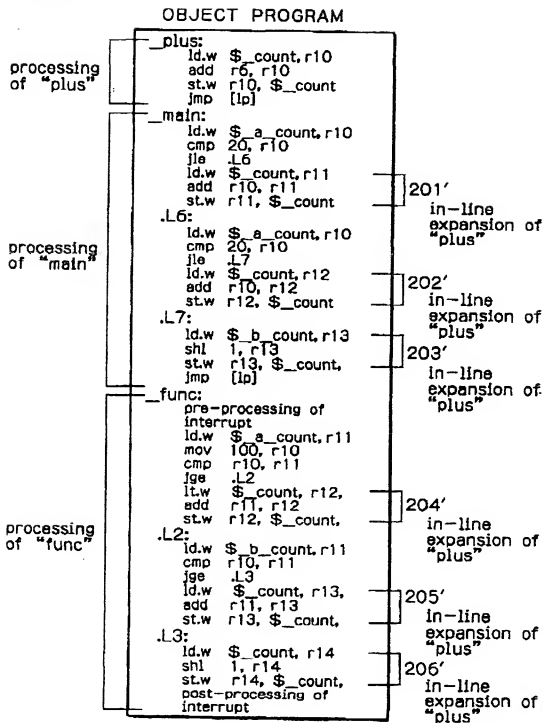 OBJECT PROGRAM
_plus:
ld.w $_count, r10
add r6, r10
st.w r10, $_count
jmp [lp]
processing
of "plus"
_main:
ld.w $_a_count, r10
cmp 20, r10
jle .L6
ld.w $_count, r11
add r10, r11
st.w r11, $_count
201'
in-line
expansion of
"plus"
.L6:
ld.w $_a_count, r10
cmp 20, r10
jle .L7
ld.w $_count, r12
add r10, r12
st.w r12, $_count
202'
in-line
expansion of
"plus"
processing
of "main"
.L7:
ld.w $_b_count, r13
shl 1, r13
st.w r13, $_count,
jmp [lp]
203'
in-line
expansion of
"plus"
_func:
pre-processing of
interrupt
ld.w $_a_count, r11
mov 100, r10
cmp r10, r11
jge .L2
lt.w $_count, r12,
add r11, r12
st.w r12, $_count,
204'
in-line
expansion of
"plus"
processing
of "func"
.L2:
ld.w $_b_count, r11
cmp r10, r11
jge .L3
ld.w $_count, r13,
add r11, r13
st.w r13, $_count,
205'
in-line
expansion of
"plus"
.L3:
ld.w $_count, r14
shl 1, r14
st.w r14, $_count,
post-processing of
interrupt
206'
in-line
expansion of
"plus"